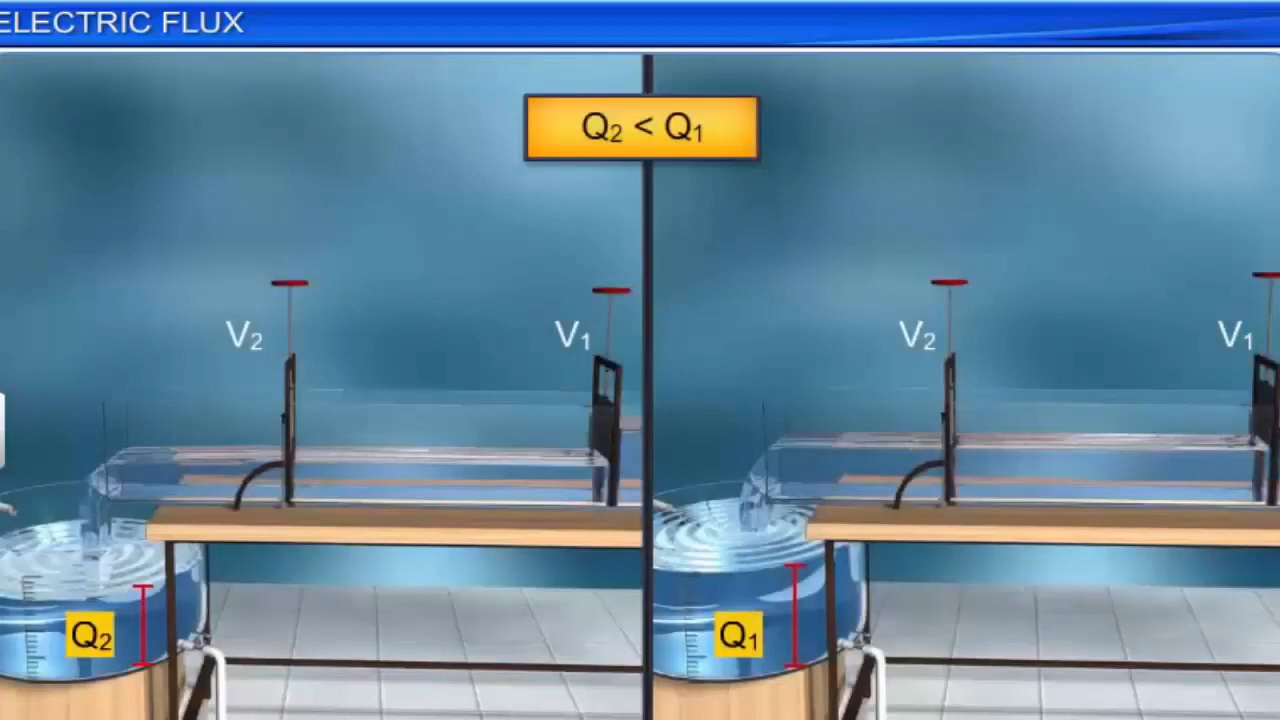 ELECTRIC FLUX
Q₂ < Q₁
V₂ V₁ V₂ V₁
Q₂ Q₁